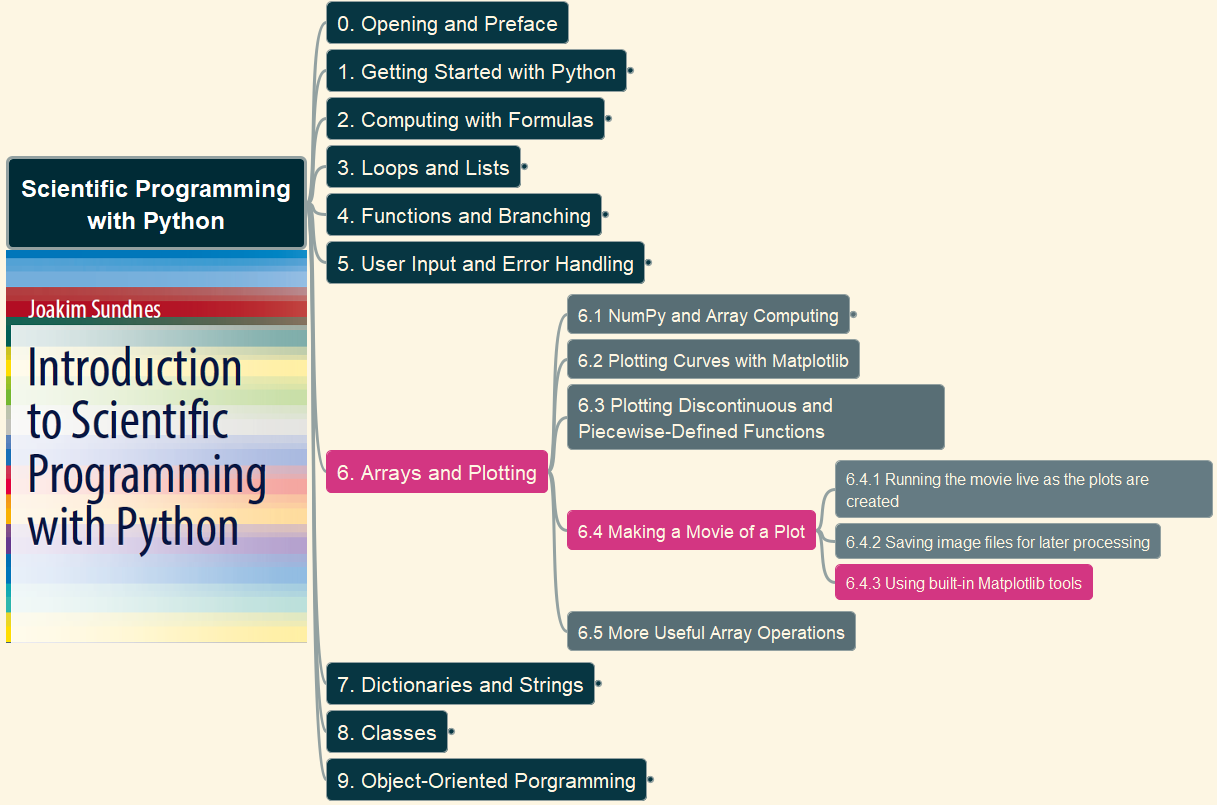 Scientific Programming
with Python
Joakim Sundnes
Introduction
to Scientific
Programming
with Python
0. Opening and Preface
1. Getting Started with Python
2. Computing with Formulas
3. Loops and Lists
4. Functions and Branching
5. User Input and Error Handling
6. Arrays and Plotting
6.1 NumPy and Array Computing
6.2 Plotting Curves with Matplotlib
6.3 Plotting Discontinuous and
Piecewise-Defined Functions
6.4 Making a Movie of a Plot
6.4.1 Running the movie live as the plots are
created
6.4.2 Saving image files for later processing
6.4.3 Using built-in Matplotlib tools
6.5 More Useful Array Operations
7. Dictionaries and Strings
8. Classes
9. Object-Oriented Porgramming